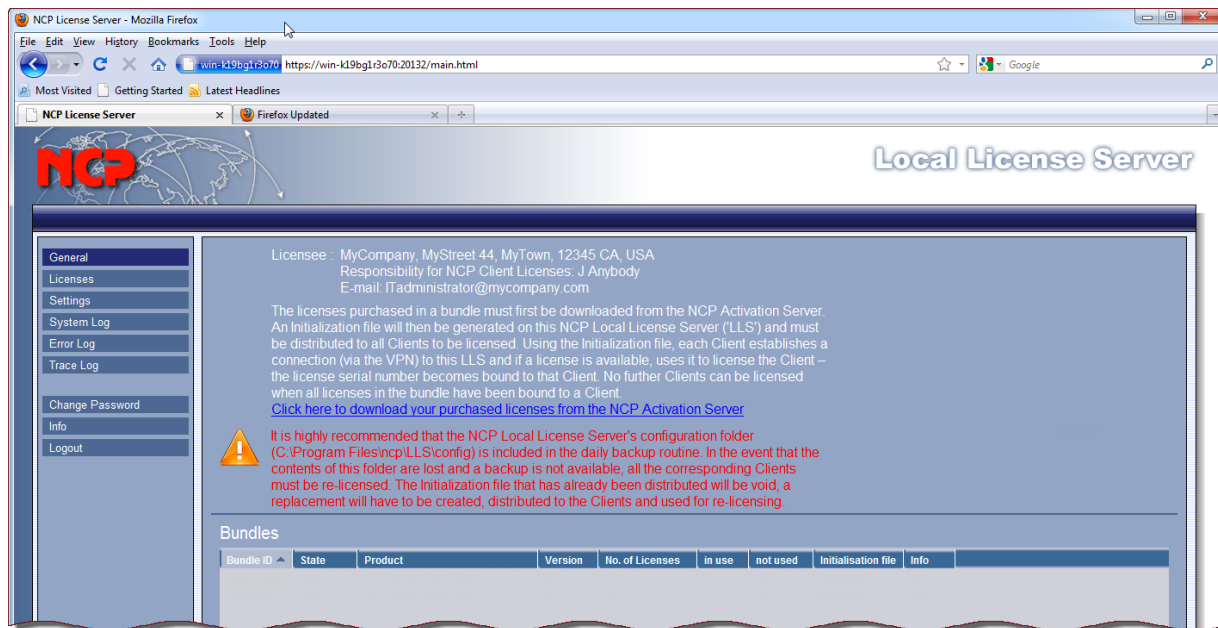 NCP License Server - Mozilla Firefox
File Edit View History Bookmarks Tools Help
win-k19bg1r3o70 https://win-k19bg1r3o70:20132/main.html
Google
Most Visited Getting Started Latest Headlines
NCP License Server
Firefox Updated
NCP
Local License Server
General
Licenses
Settings
System Log
Error Log
Trace Log
Change Password
Info
Logout
Licensee : MyCompany, MyStreet 44, MyTown, 12345 CA, USA
Responsibility for NCP Client Licenses: J Anybody
E-mail: ITadministrator@mycompany.com
The licenses purchased in a bundle must first be downloaded from the NCP Activation Server.
An Initialization file will then be generated on this NCP Local License Server ('LLS') and must
be distributed to all Clients to be licensed. Using the Initialization file, each Client establishes a
connection (via the VPN) to this LLS and if a license is available, uses it to license the Client –
the license serial number becomes bound to that Client. No further Clients can be licensed
when all licenses in the bundle have been bound to a Client.
Click here to download your purchased licenses from the NCP Activation Server
It is highly recommended that the NCP Local License Server's configuration folder
(C:\Program Files\ncp\LLS\config) is included in the daily backup routine. In the event that the
contents of this folder are lost and a backup is not available, all the corresponding Clients
must be re-licensed. The Initialization file that has already been distributed will be void, a
replacement will have to be created, distributed to the Clients and used for re-licensing.
Bundles
Bundle ID State Product Version No. of Licenses in use not used Initialisation file Info